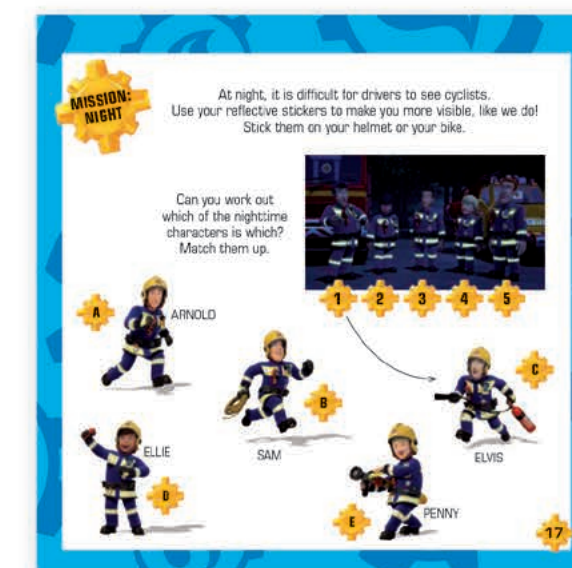 MISSION:
NIGHT
At night, it is difficult for drivers to see cyclists.
Use your reflective stickers to make you more visible, like we do!
Stick them on your helmet or your bike.
Can you work out
which of the nighttime
characters is which?
Match them up.
1 2 3 4 5
A
ARNOLD
B
SAM
C
ELVIS
D
ELLIE
E
PENNY
17